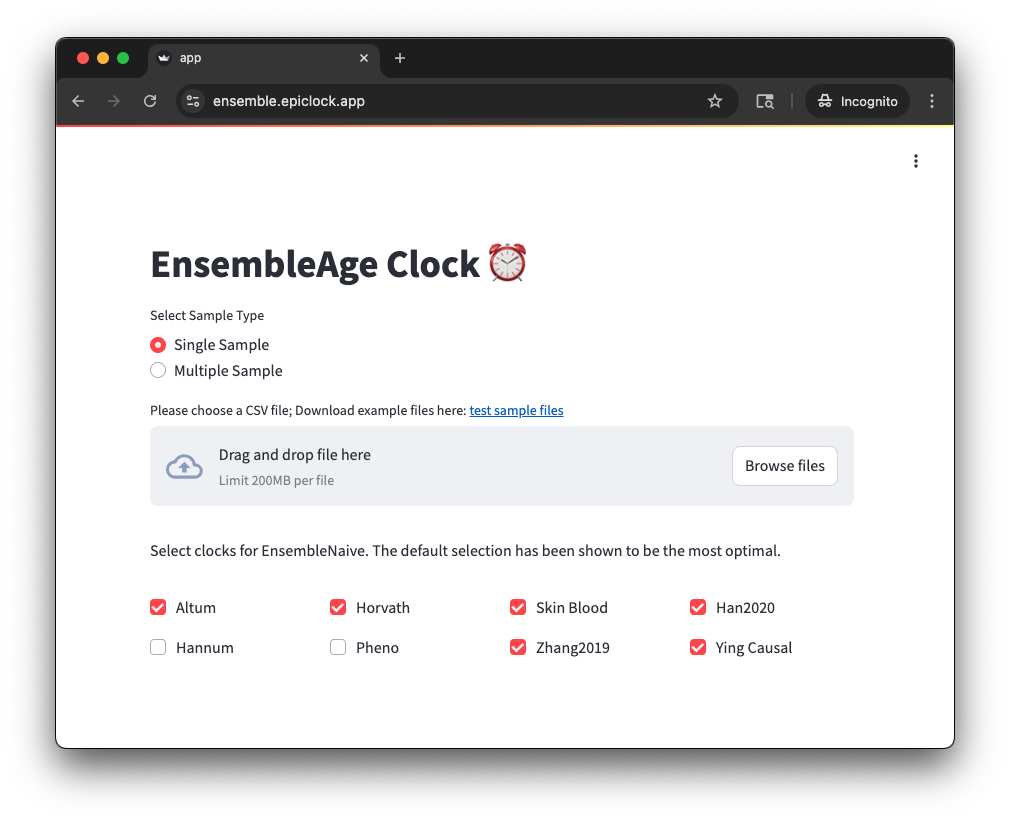 app
ensemble.epiclock.app
Incognito
EnsembleAge Clock ⏰
Select Sample Type
Single Sample
Multiple Sample
Please choose a CSV file; Download example files here: test sample files
Drag and drop file here
Limit 200MB per file
Browse files
Select clocks for EnsembleNaive. The default selection has been shown to be the most optimal.
Altum Horvath Skin Blood Han2020
Hannum Pheno Zhang2019 Ying Causal